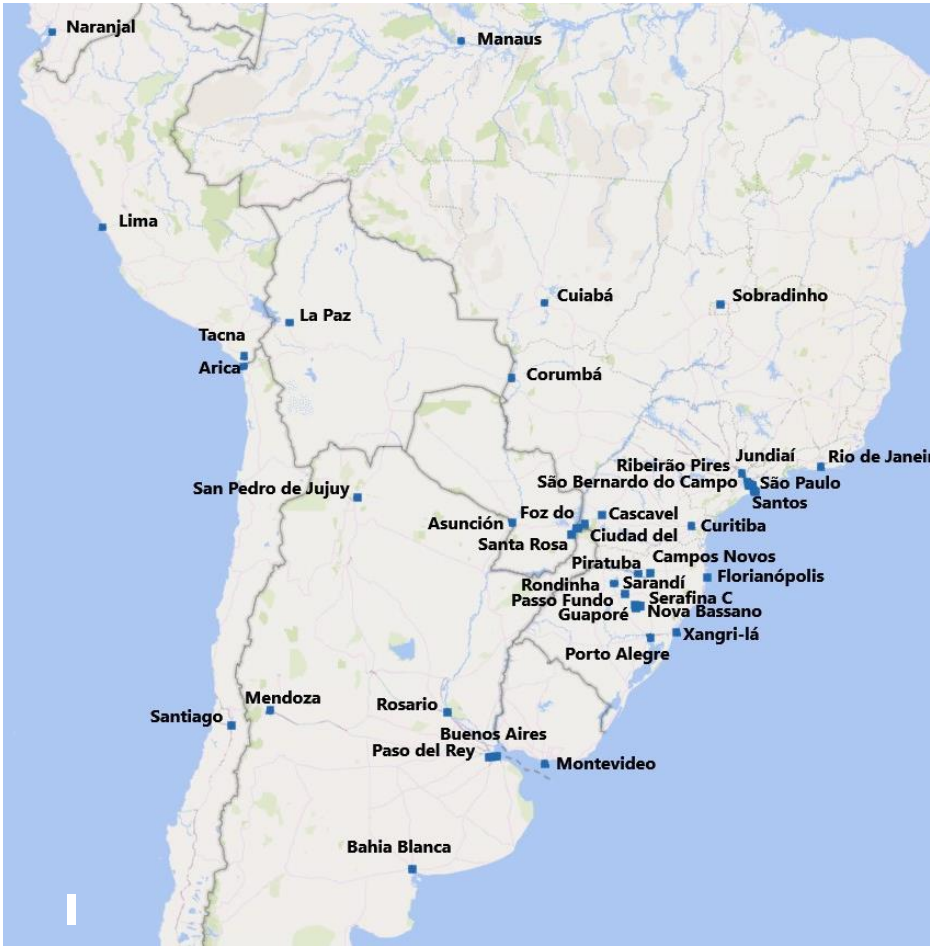 Naranjal
Manaus
Lima
Cuiabá
Sobradinho
La Paz
Tacna
Arica
Corumbá
Jundiaí
Ribeirão Pires
Rio de Janeir
São Bernardo do Campo
São Paulo
San Pedro de Jujuy
Santos
Asunción
Foz do
Cascavel
Curitiba
Santa Rosa
Ciudad del
Piratuba
Campos Novos
Rondinha
Sarandí
Florianópolis
Passo Fundo
Serafina C
Guaporé
Nova Bassano
Xangri-lá
Porto Alegre
Mendoza
Rosario
Santiago
Buenos Aires
Paso del Rey
Montevideo
Bahia Blanca